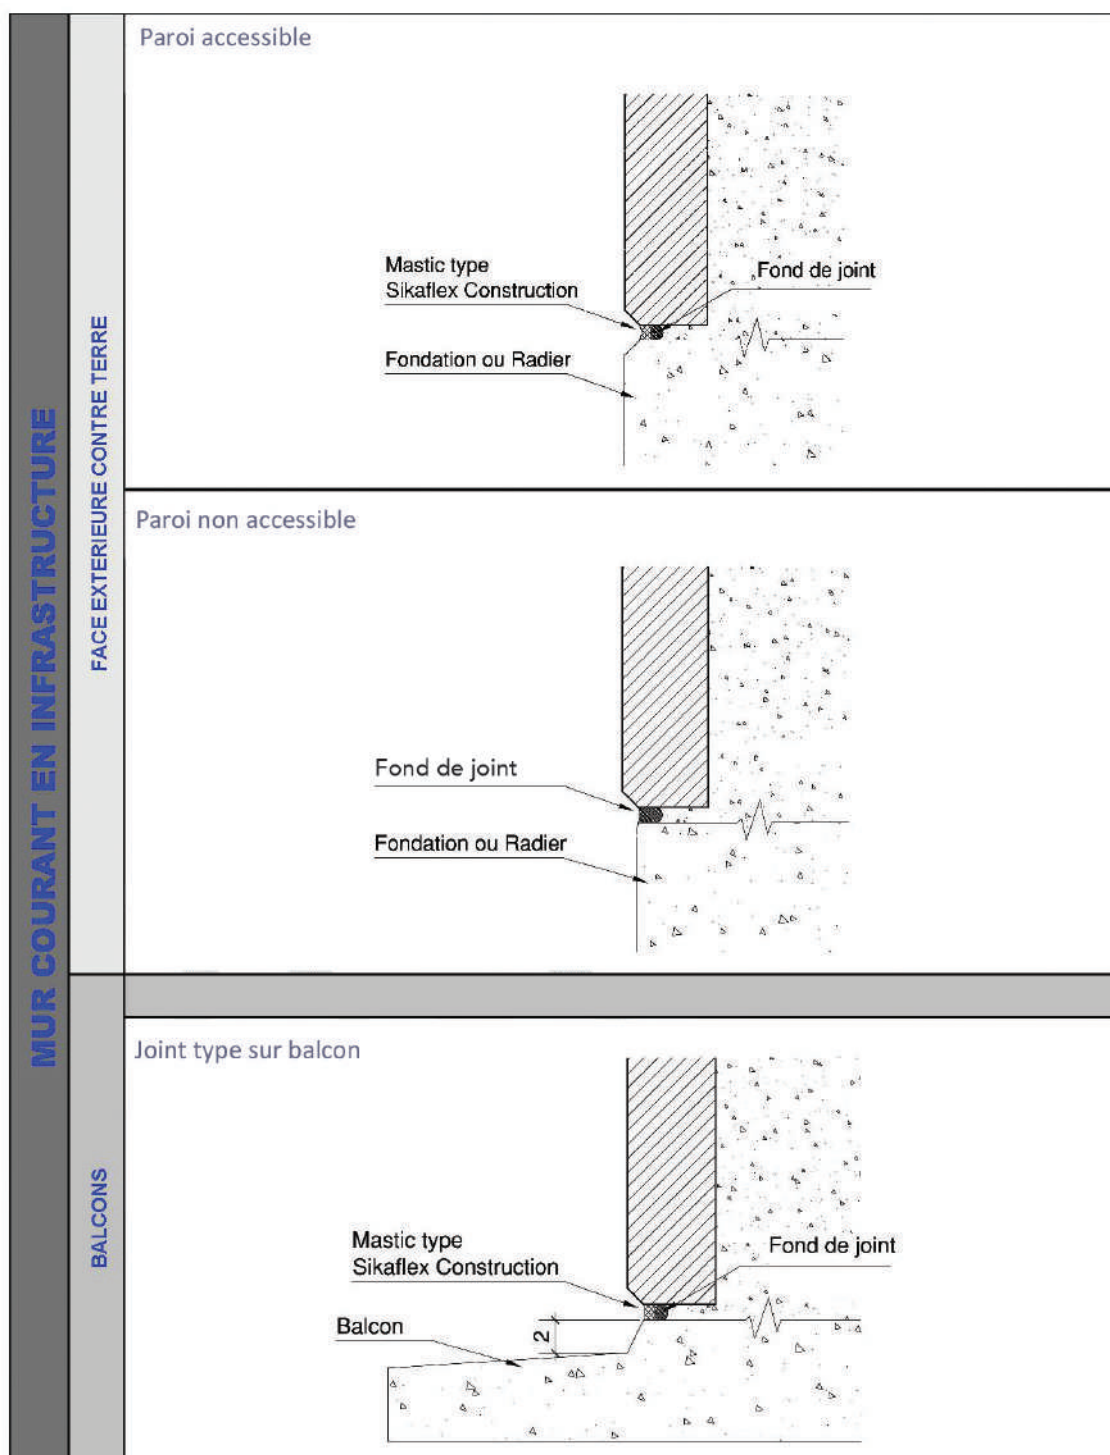 MUR COURANT EN INFRASTRUCTURE
FACE EXTERIEURE CONTRE TERRE
Paroi accessible
Mastic type
Sikaflex Construction
Fond de joint
Fondation ou Radier
Paroi non accessible
Fond de joint
Fondation ou Radier
BALCONS
Joint type sur balcon
Mastic type
Sikaflex Construction
Fond de joint
Balcon
2